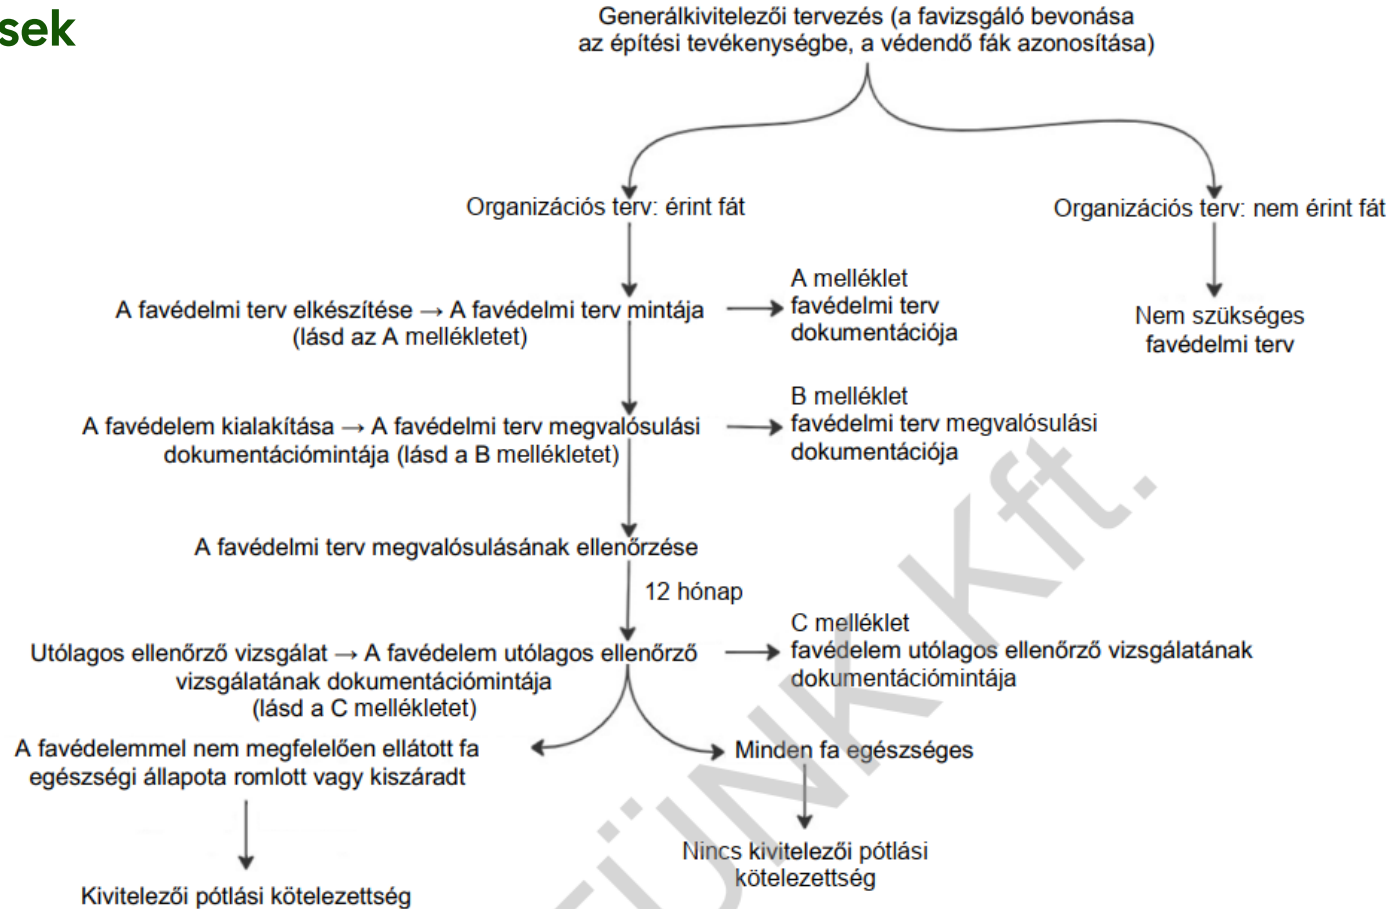 sek
Generálkivitelezői tervezés (a favizsgáló bevonása
az építési tevékenységbe, a védendő fák azonosítása)
Organizációs terv: érint fát
Organizációs terv: nem érint fát
A favédelmi terv elkészítése → A favédelmi terv mintája
(lásd az A mellékletet)
A melléklet
favédelmi terv
dokumentációja
Nem szükséges
favédelmi terv
A favédelem kialakítása → A favédelmi terv megvalósulási
dokumentációmintája (lásd a B mellékletet)
B melléklet
favédelmi terv megvalósulási
dokumentációja
A favédelmi terv megvalósulásának ellenőrzése
12 hónap
Utólagos ellenőrző vizsgálat → A favédelem utólagos ellenőrző
vizsgálatának dokumentációmintája
(lásd a C mellékletet)
C melléklet
favédelem utólagos ellenőrző vizsgálatának
dokumentációmintája
A favédelemmel nem megfelelően ellátott fa
egészségi állapota romlott vagy kiszáradt
Minden fa egészséges
Kivitelezői pótlási kötelezettség
Nincs kivitelezői pótlási
kötelezettség
TÜNK Kft.